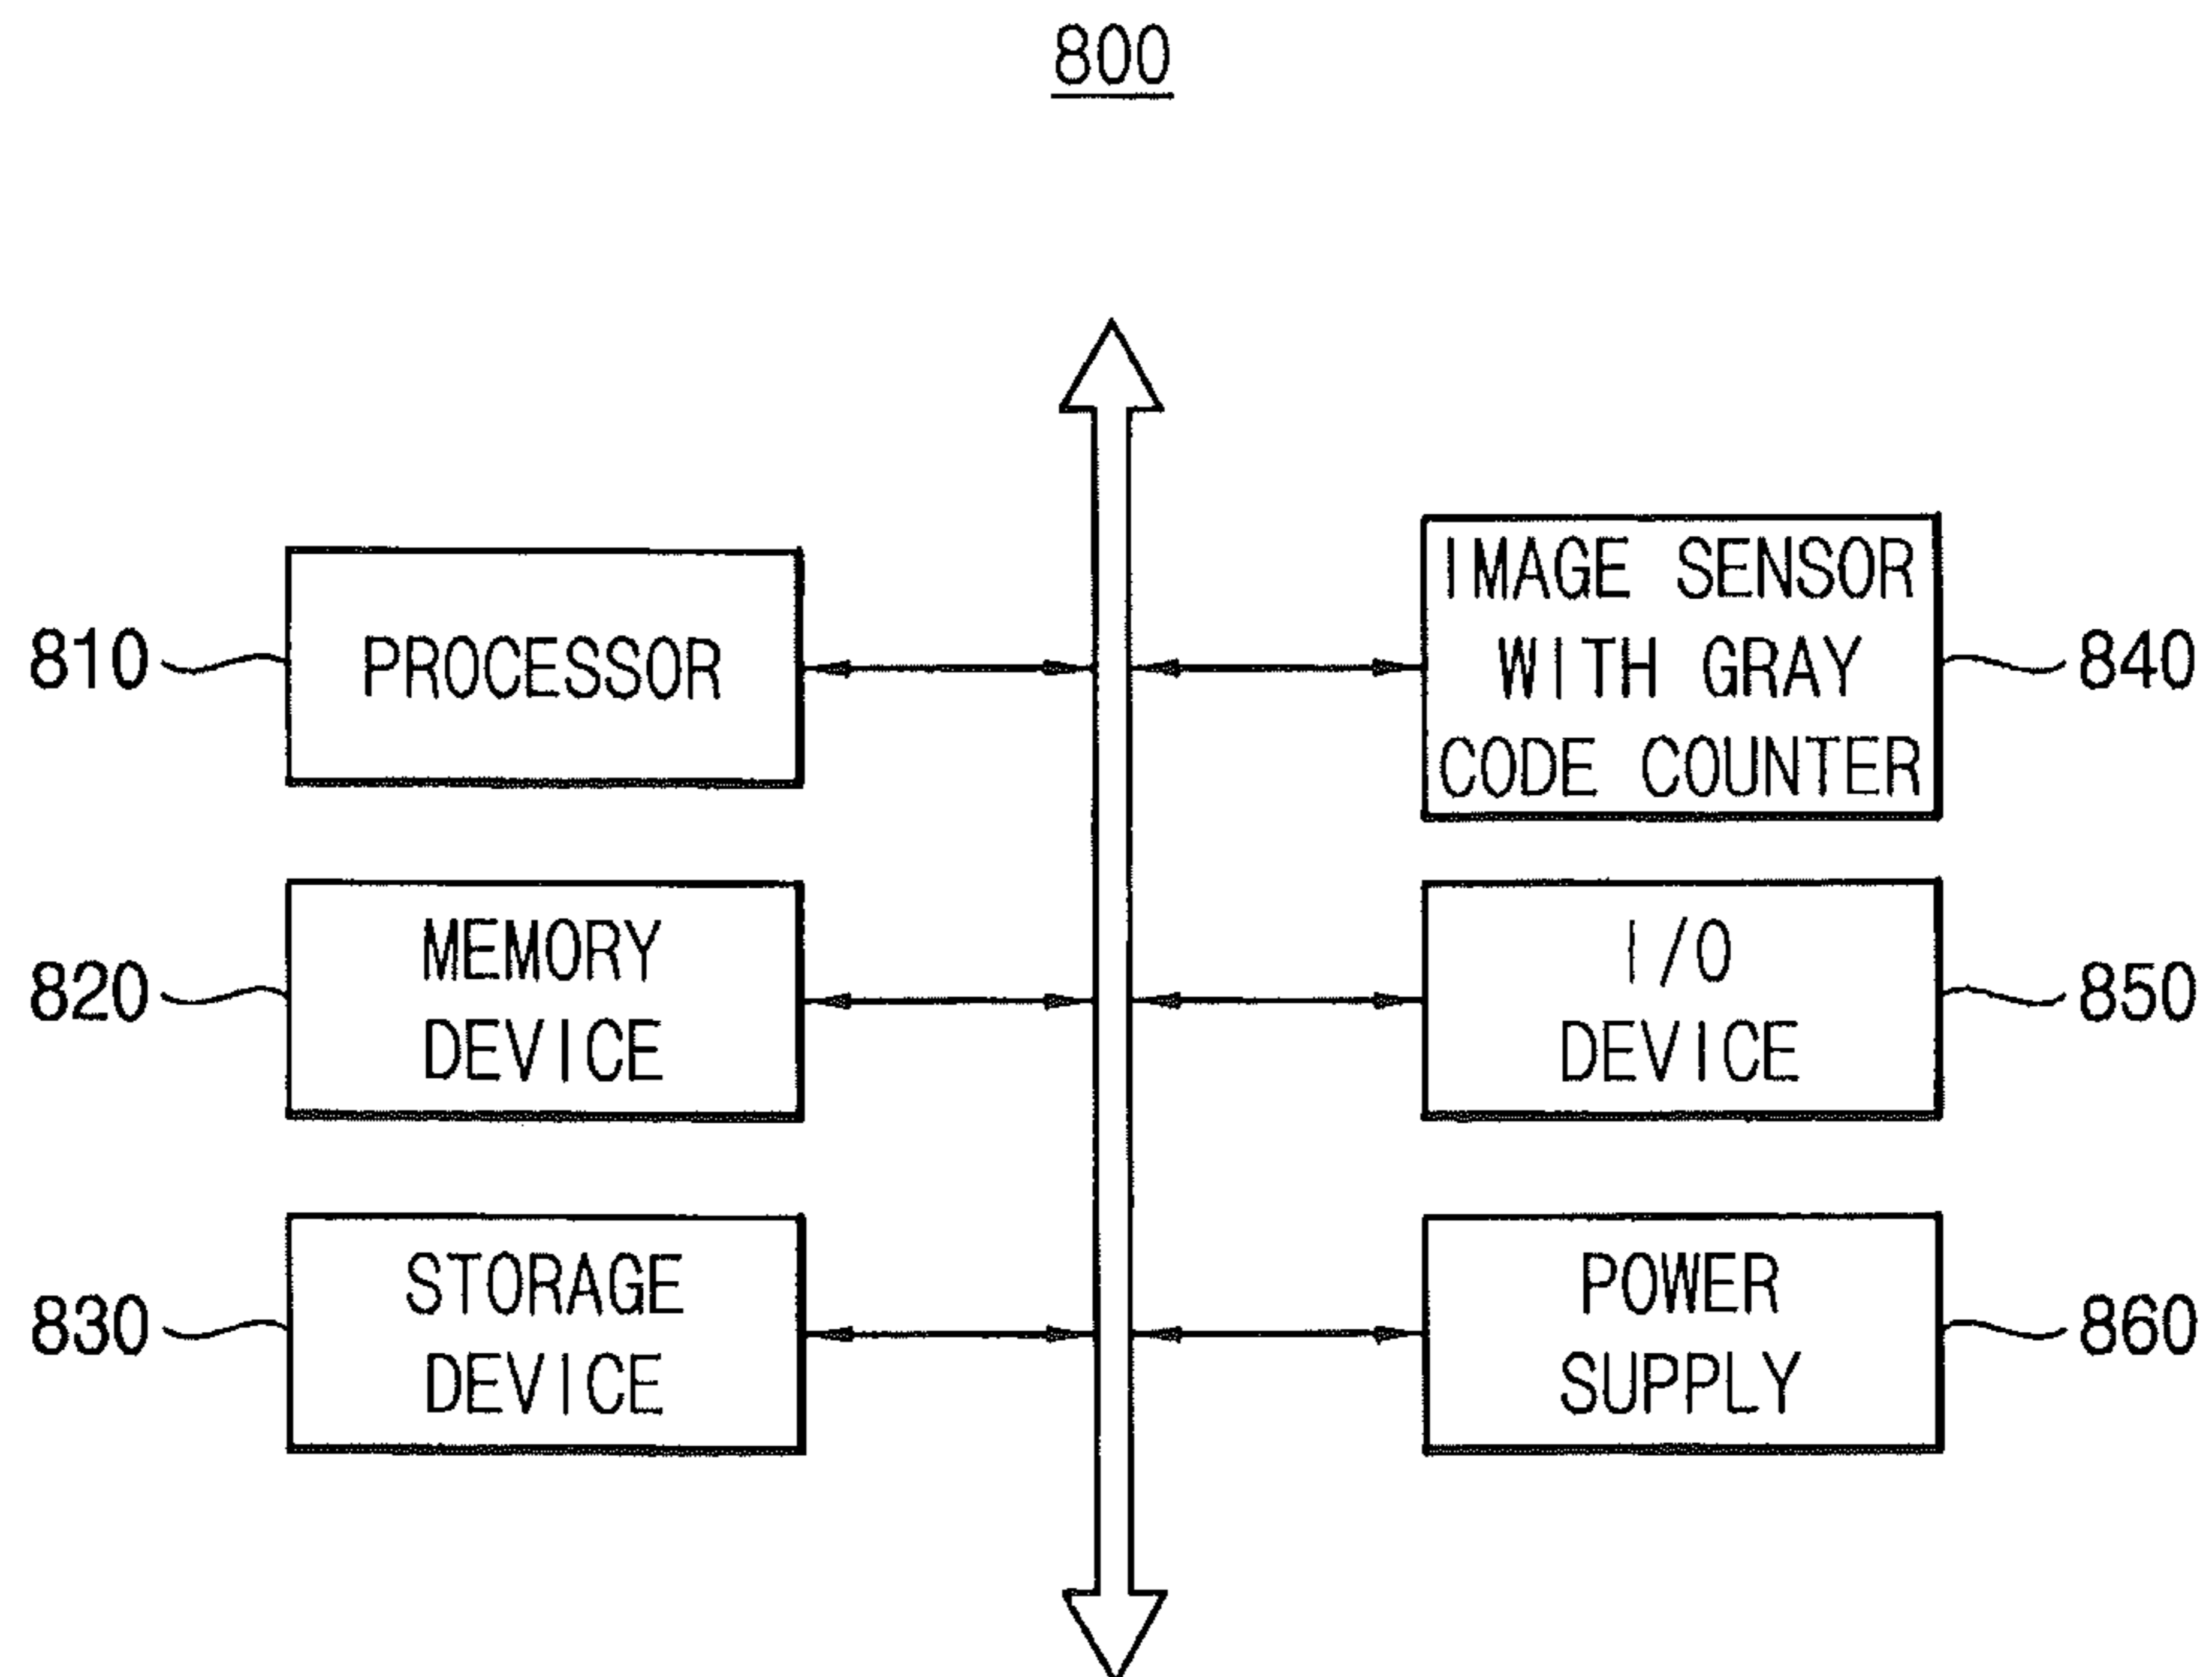 800
810
PROCESSOR
IMAGE SENSOR
WITH GRAY
CODE COUNTER
840
820
MEMORY
DEVICE
I/O
DEVICE
850
830
STORAGE
DEVICE
POWER
SUPPLY
860